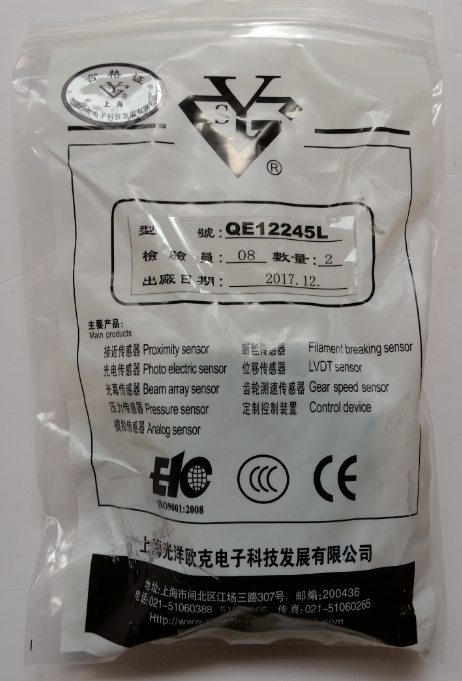 合格证
上海
SYL
®
型號: QE12245L
檢驗員: 08 數量: 2
出廠日期: 2017.12.
主要产品:
Main products
接近传感器 Proximity sensor 断丝传感器 Filament breaking sensor
光电传感器 Photo electric sensor 位移传感器 LVDT sensor
光幕传感器 Beam array sensor 齿轮测速传感器 Gear speed sensor
压力传感器 Pressure sensor 定制控制装置 Control device
模拟传感器 Analog sensor
EIC CCC CE
ISO9001:2008
上海光洋欧克电子科技发展有限公司
地址:上海市闸北区江场三路307号, 邮编: 200436
电话:021-51060388 传真:021-51060265
Http://www.